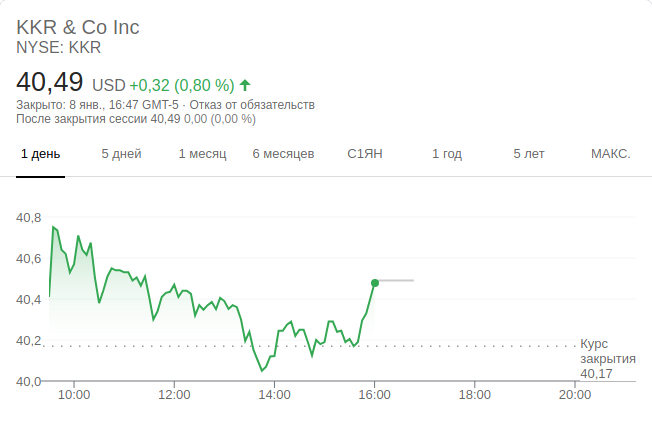 KKR & Co Inc
NYSE: KKR
40,49 USD +0,32 (0,80 %)
Закрыто: 8 янв., 16:47 GMT-5 · Отказ от обязательств
После закрытия сессии 40,49 0,00 (0,00 %)
1 день 5 дней 1 месяц 6 месяцев С1ЯН 1 год 5 лет МАКС.
40,8
40,6
40,4
40,2
40,0
Курс
закрытия
40,17
10:00 12:00 14:00 16:00 18:00 20:00